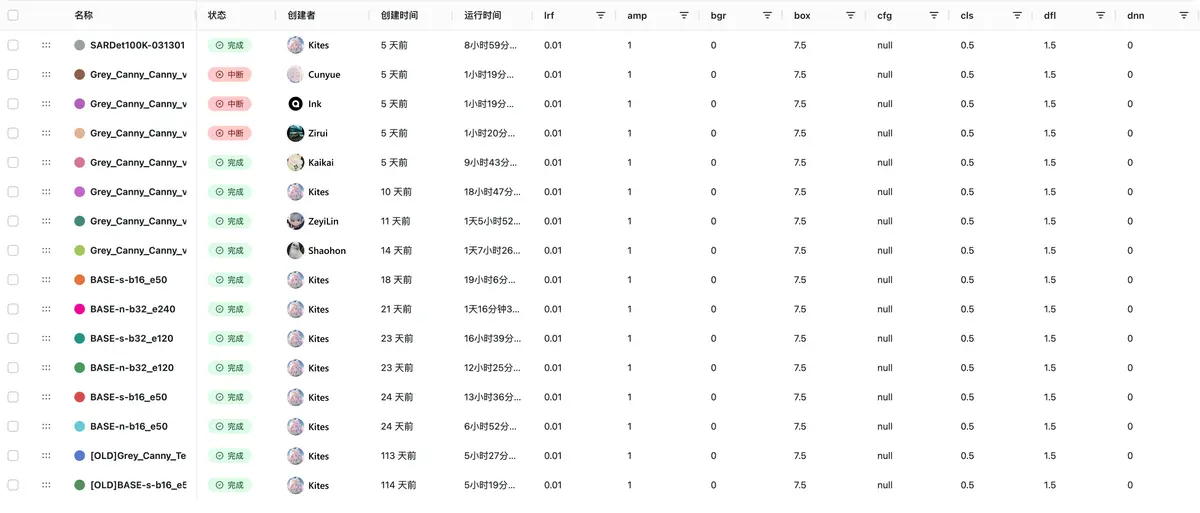 名称 状态 创建者 创建时间 运行时间 lrf amp bgr box cfg cls dfl dnn
SARDet100K-031301 完成 Kites 5 天前 8小时59分... 0.01 1 0 7.5 null 0.5 1.5 0
Grey_Canny_Canny_v 中断 Cunyue 5 天前 1小时19分... 0.01 1 0 7.5 null 0.5 1.5 0
Grey_Canny_Canny_v 中断 Ink 5 天前 1小时19分... 0.01 1 0 7.5 null 0.5 1.5 0
Grey_Canny_Canny_v 中断 Zirui 5 天前 1小时20分... 0.01 1 0 7.5 null 0.5 1.5 0
Grey_Canny_Canny_v 完成 Kaikai 5 天前 9小时43分... 0.01 1 0 7.5 null 0.5 1.5 0
Grey_Canny_Canny_v 完成 Kites 10 天前 18小时47分... 0.01 1 0 7.5 null 0.5 1.5 0
Grey_Canny_Canny_v 完成 ZeyiLin 11 天前 1天5小时52... 0.01 1 0 7.5 null 0.5 1.5 0
Grey_Canny_Canny_v 完成 Shaohon 14 天前 1天7小时26... 0.01 1 0 7.5 null 0.5 1.5 0
BASE-s-b16_e50 完成 Kites 18 天前 19小时6分... 0.01 1 0 7.5 null 0.5 1.5 0
BASE-n-b32_e240 完成 Kites 21 天前 1天16分钟3... 0.01 1 0 7.5 null 0.5 1.5 0
BASE-s-b32_e120 完成 Kites 23 天前 16小时39分... 0.01 1 0 7.5 null 0.5 1.5 0
BASE-n-b32_e120 完成 Kites 23 天前 12小时25分... 0.01 1 0 7.5 null 0.5 1.5 0
BASE-s-b16_e50 完成 Kites 24 天前 13小时36分... 0.01 1 0 7.5 null 0.5 1.5 0
BASE-n-b16_e50 完成 Kites 24 天前 6小时52分... 0.01 1 0 7.5 null 0.5 1.5 0
[OLD]Grey_Canny_Te 完成 Kites 113 天前 5小时27分... 0.01 1 0 7.5 null 0.5 1.5 0
[OLD]BASE-s-b16_e5 完成 Kites 114 天前 5小时19分... 0.01 1 0 7.5 null 0.5 1.5 0